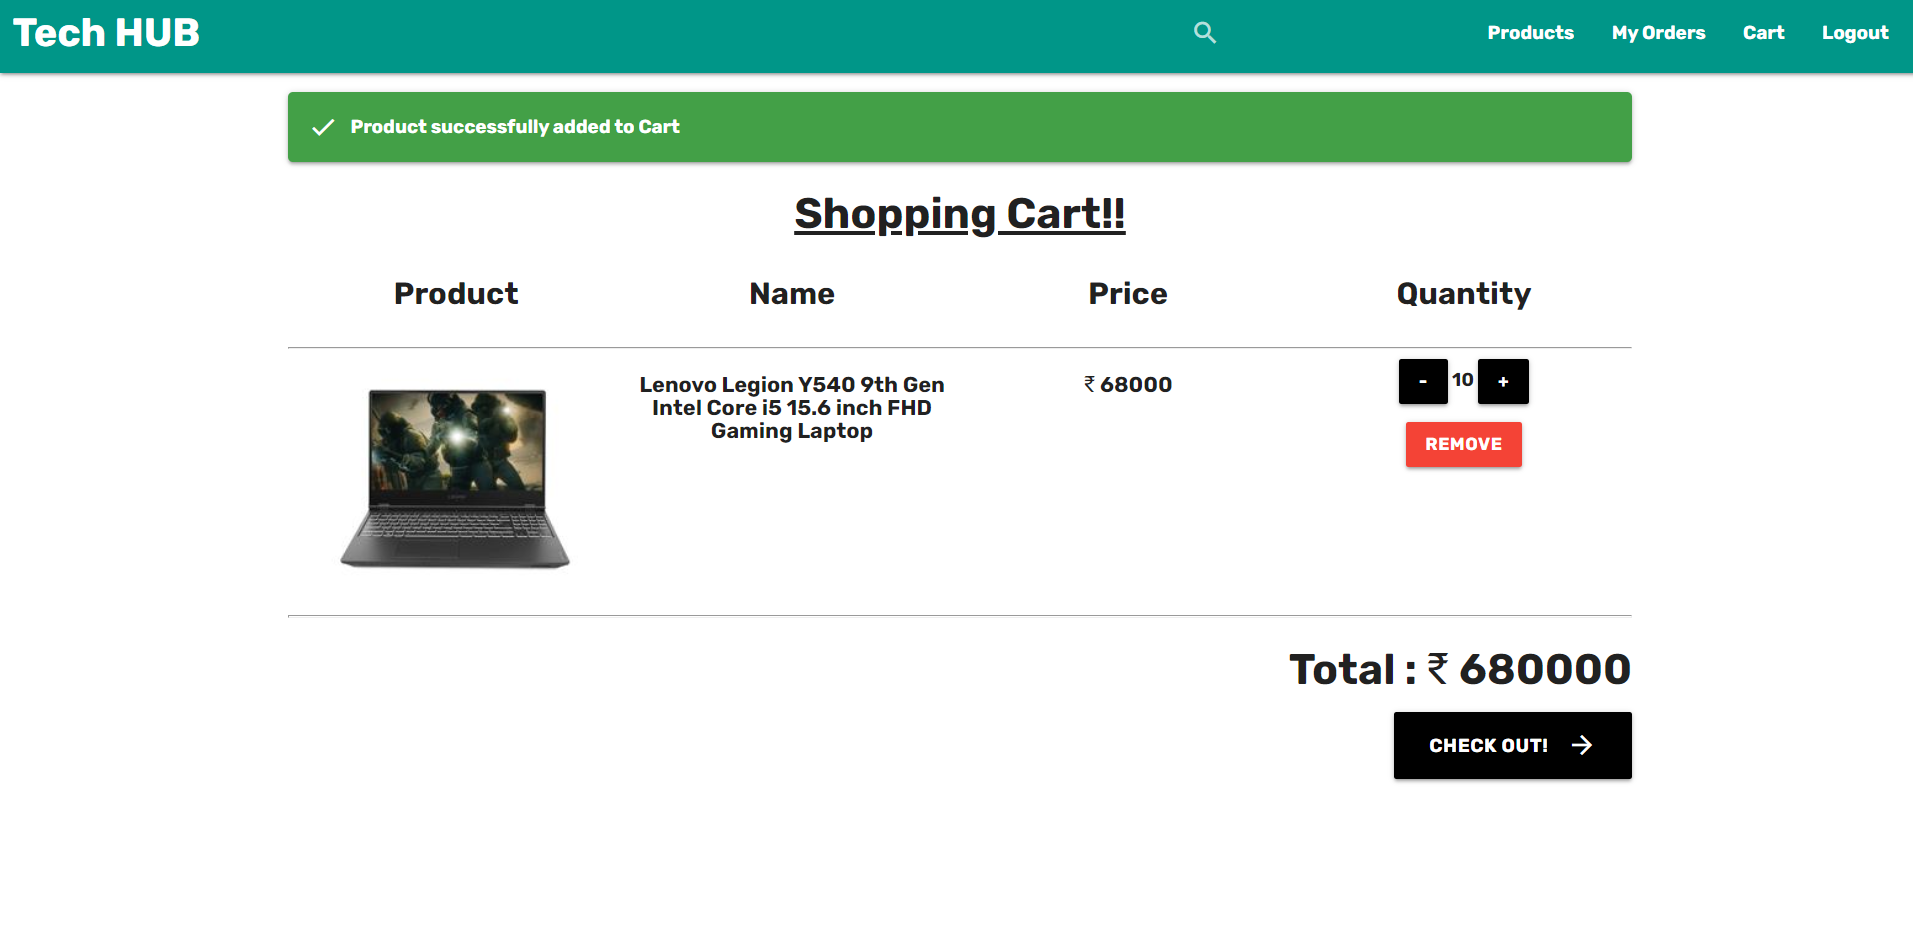 Tech HUB
Products My Orders Cart Logout
Product successfully added to Cart
Shopping Cart!!
Product Name Price Quantity
Lenovo Legion Y540 9th Gen
Intel Core i5 15.6 inch FHD
Gaming Laptop
₹ 68000
- 10 +
REMOVE
Total : ₹ 680000
CHECK OUT!